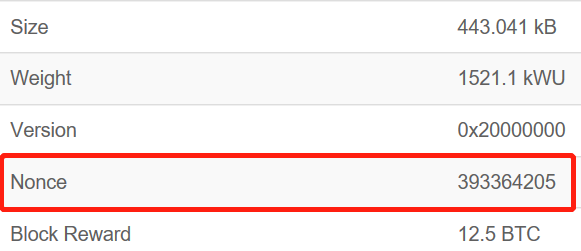 Size 443.041 kB
Weight 1521.1 kWU
Version 0x20000000
Nonce 393364205
Block Reward 12.5 BTC